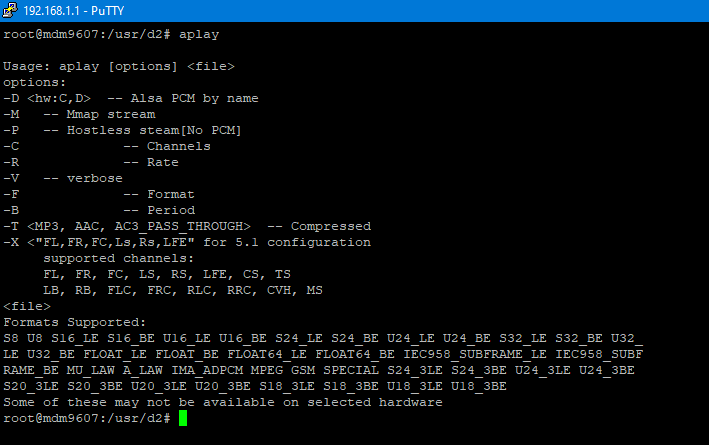 192.168.1.1 - PuTTY
root@mdm9607:/usr/d2# aplay
Usage: aplay [options] <file>
options:
-D <hw:C,D>  -- Alsa PCM by name
-M   -- Mmap stream
-P   -- Hostless steam[No PCM]
-C             -- Channels
-R             -- Rate
-V   -- verbose
-F             -- Format
-B             -- Period
-T <MP3, AAC, AC3_PASS_THROUGH>  -- Compressed
-X <"FL,FR,FC,Ls,Rs,LFE" for 5.1 configuration
     supported channels:
     FL, FR, FC, LS, RS, LFE, CS, TS
     LB, RB, FLC, FRC, RLC, RRC, CVH, MS
<file>
Formats Supported:
S8 U8 S16_LE S16_BE U16_LE U16_BE S24_LE S24_BE U24_LE U24_BE S32_LE S32_BE U32_
LE U32_BE FLOAT_LE FLOAT_BE FLOAT64_LE FLOAT64_BE IEC958_SUBFRAME_LE IEC958_SUBF
RAME_BE MU_LAW A_LAW IMA_ADPCM MPEG GSM SPECIAL S24_3LE S24_3BE U24_3LE U24_3BE
S20_3LE S20_3BE U20_3LE U20_3BE S18_3LE S18_3BE U18_3LE U18_3BE
Some of these may not be available on selected hardware
root@mdm9607:/usr/d2#